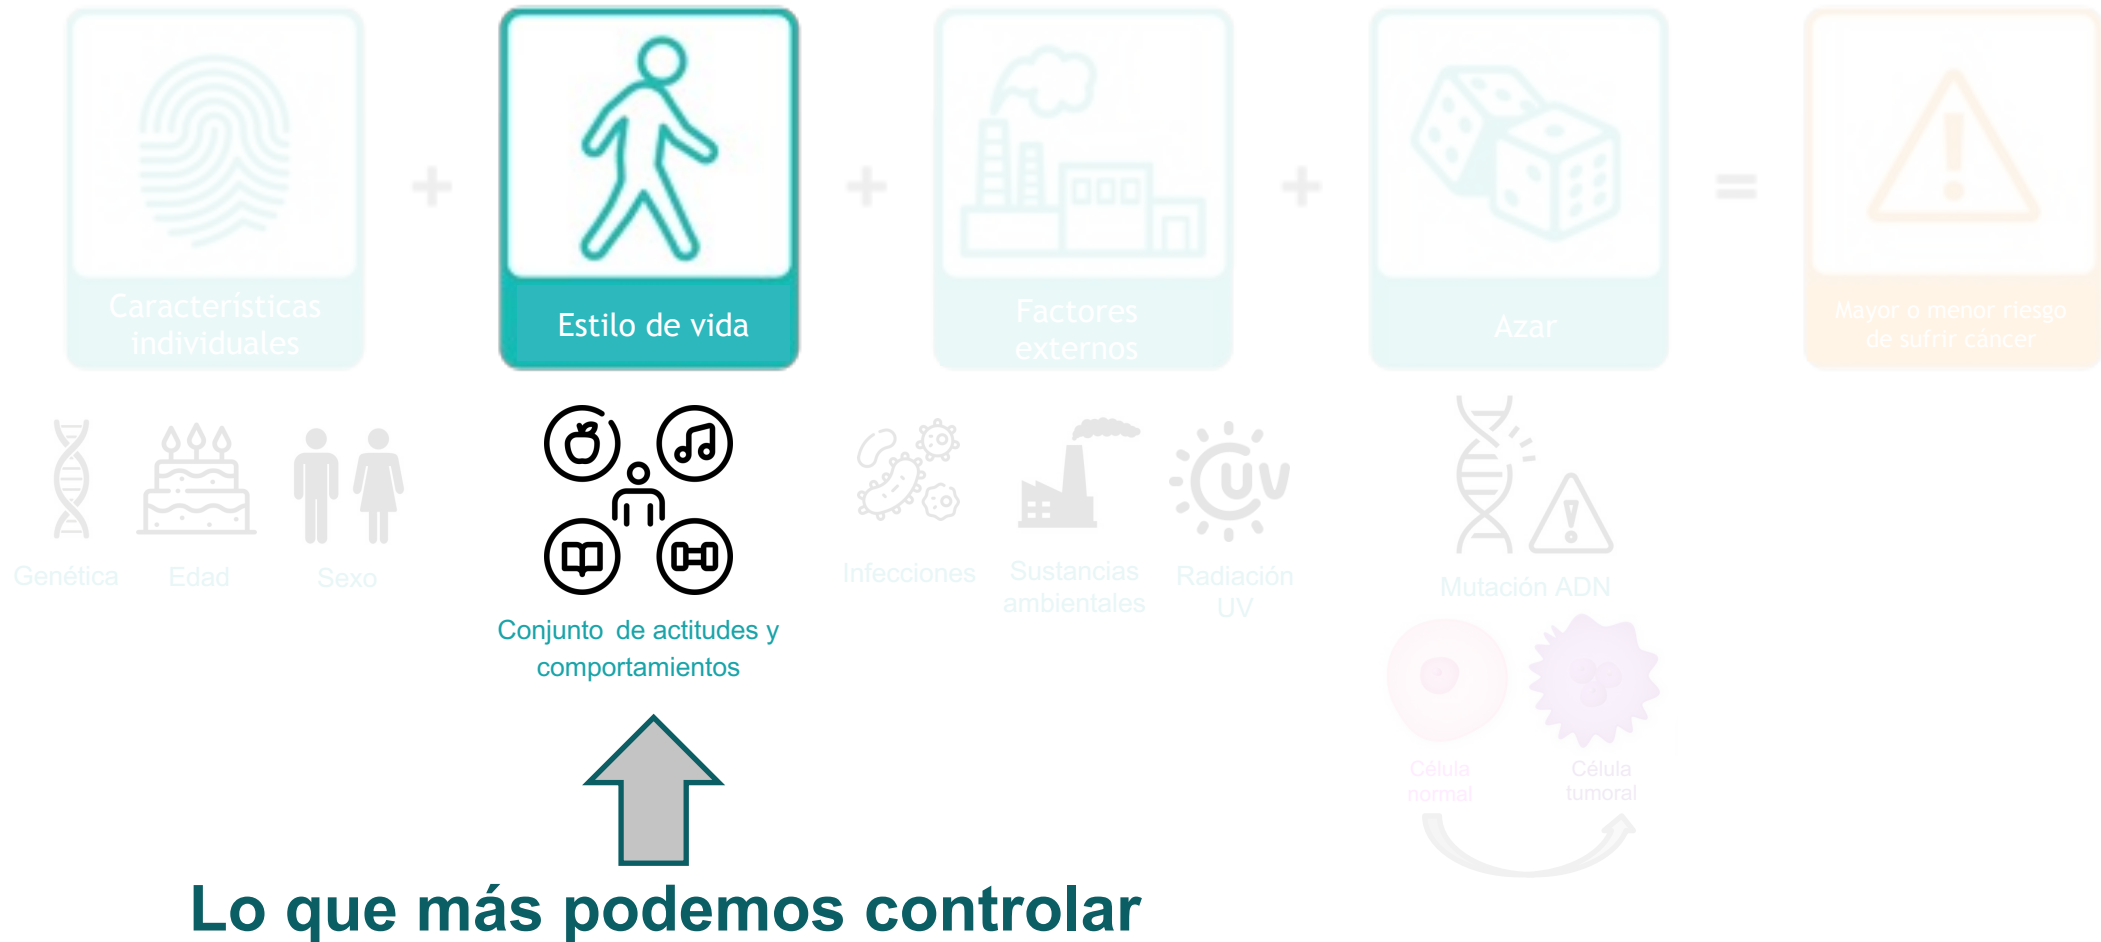 Características
individuales
+
Estilo de vida
+
Factores
externos
+
Azar
=
Mayor o menor riesgo
de sufrir cáncer
Genética
Edad
Sexo
Conjunto de actitudes y
comportamientos
Infecciones
Sustancias
ambientales
UV
Radiación
UV
Mutación ADN
Célula
normal
Célula
tumoral
Lo que más podemos controlar